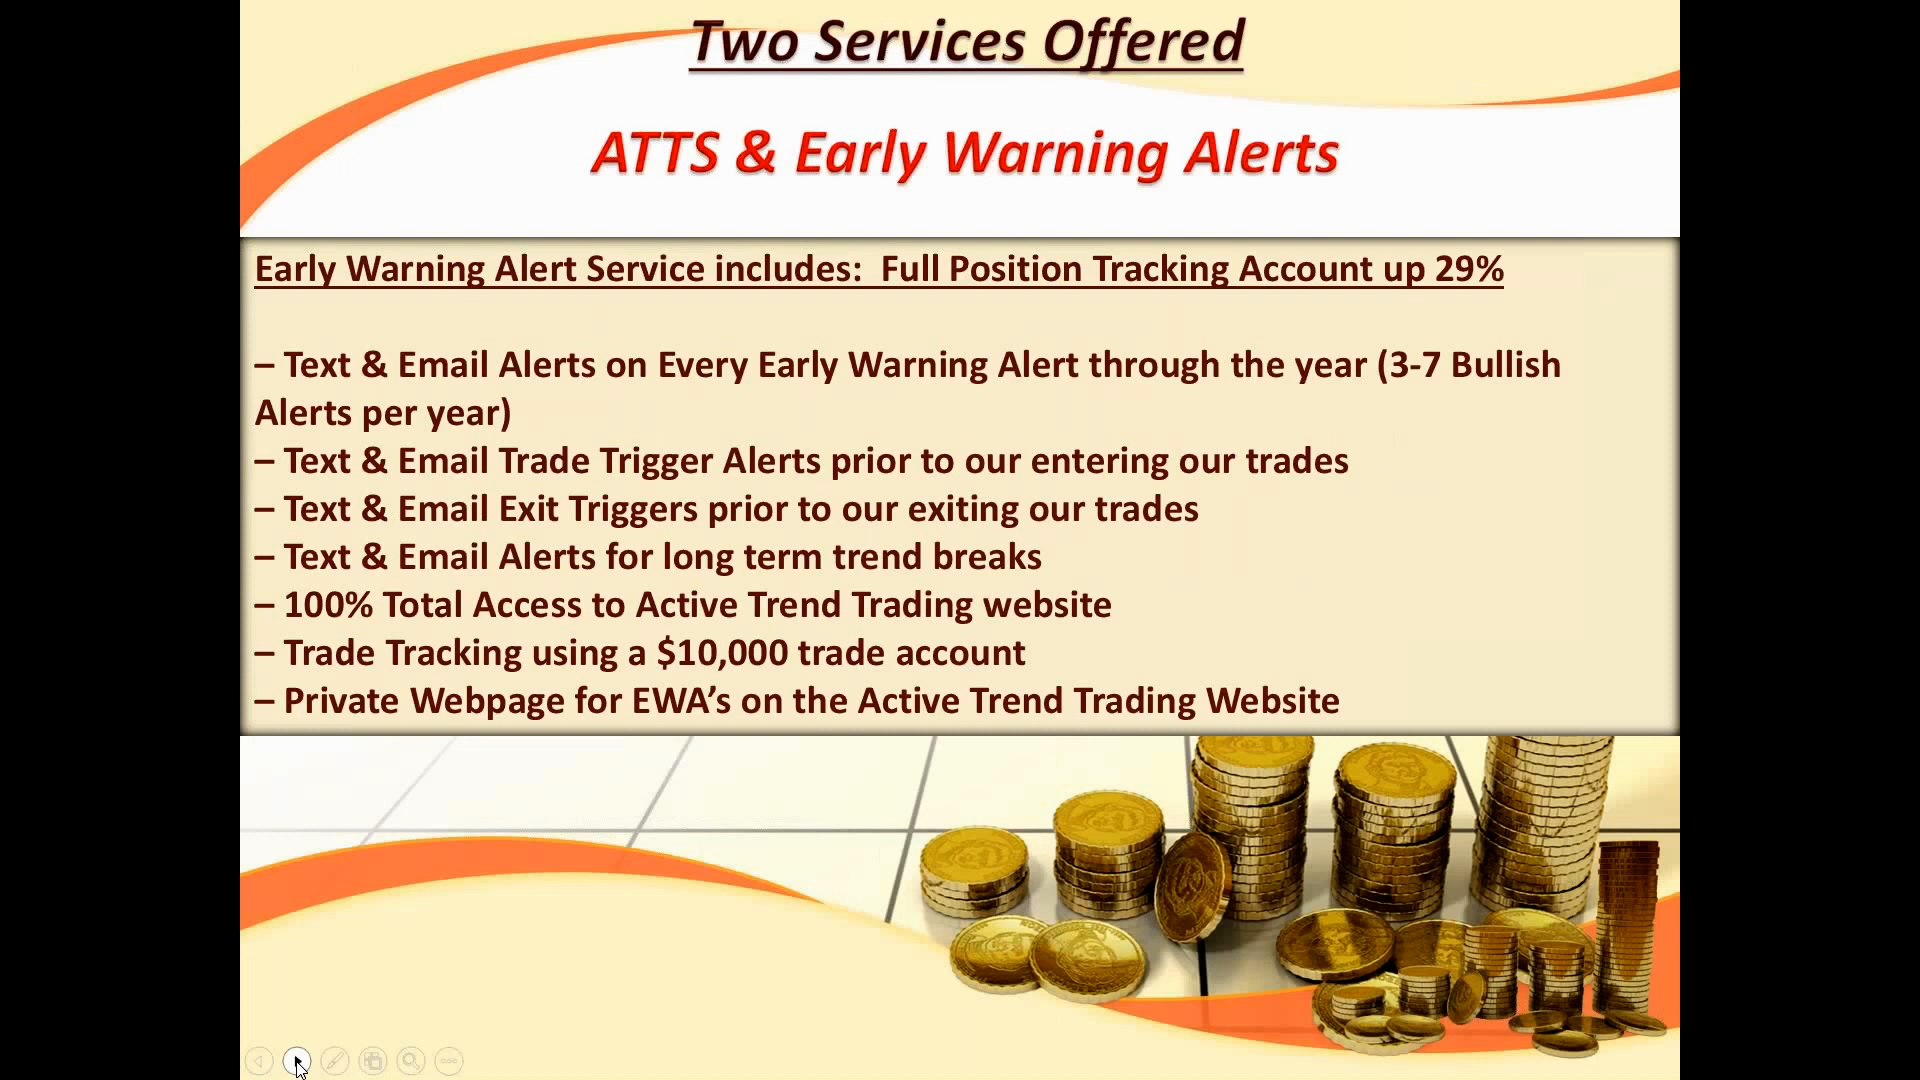 Two Services Offered
ATTS & Early Warning Alerts
Early Warning Alert Service includes:  Full Position Tracking Account up 29%
– Text & Email Alerts on Every Early Warning Alert through the year (3-7 Bullish
Alerts per year)
– Text & Email Trade Trigger Alerts prior to our entering our trades
– Text & Email Exit Triggers prior to our exiting our trades
– Text & Email Alerts for long term trend breaks
– 100% Total Access to Active Trend Trading website
– Trade Tracking using a $10,000 trade account
– Private Webpage for EWA’s on the Active Trend Trading Website